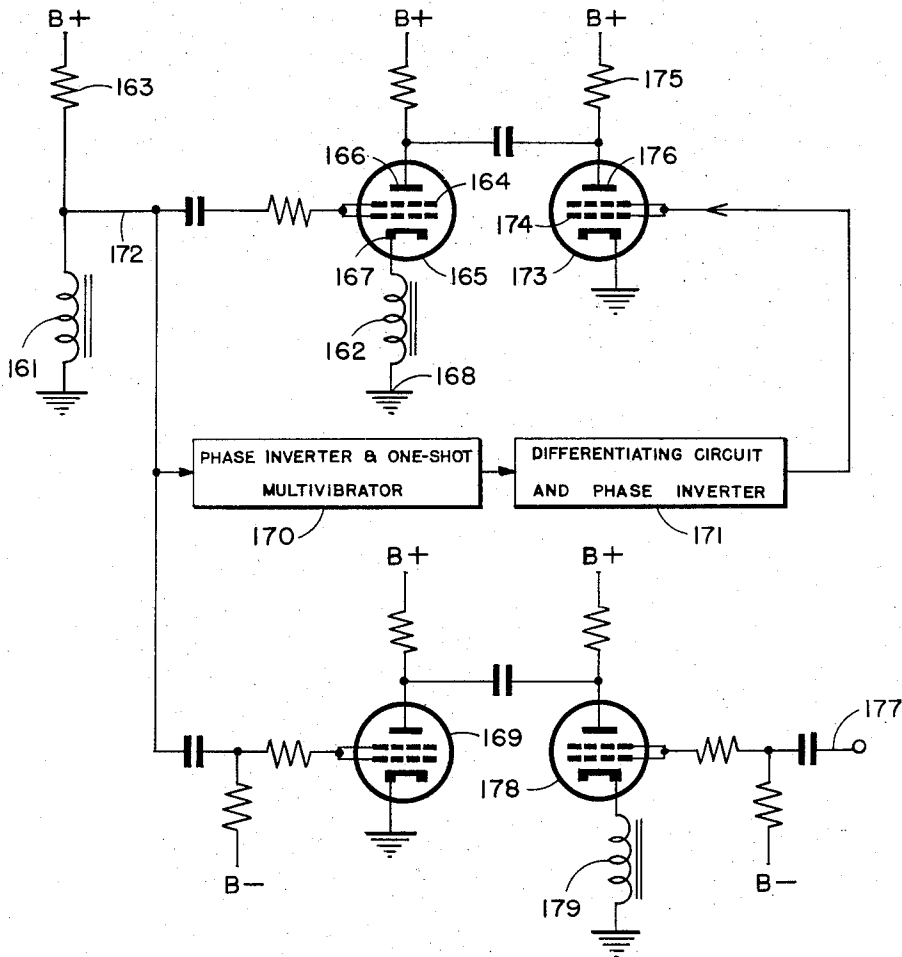 B+ B+ B+
163
175
166
164
176
174
172
167
165
173
161
162
168
PHASE INVERTER & ONE-SHOT
MULTIVIBRATOR
DIFFERENTIATING CIRCUIT
AND PHASE INVERTER
170
171
B+ B+
169
177
178
B-
179
B-